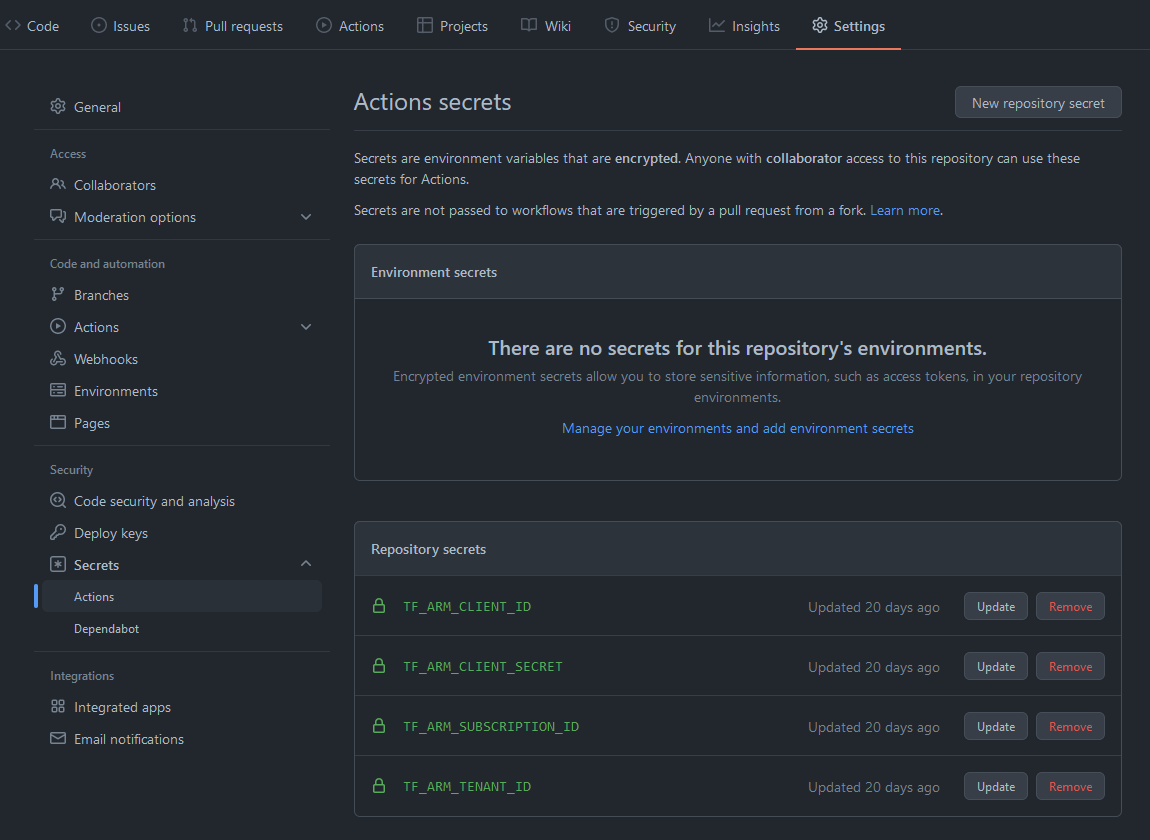 Code Issues Pull requests Actions Projects Wiki Security Insights Settings
General
Access
Collaborators
Moderation options
Code and automation
Branches
Actions
Webhooks
Environments
Pages
Security
Code security and analysis
Deploy keys
Secrets
Actions
Dependabot
Integrations
Integrated apps
Email notifications
Actions secrets
New repository secret
Secrets are environment variables that are encrypted. Anyone with collaborator access to this repository can use these
secrets for Actions.
Secrets are not passed to workflows that are triggered by a pull request from a fork. Learn more.
Environment secrets
There are no secrets for this repository's environments.
Encrypted environment secrets allow you to store sensitive information, such as access tokens, in your repository
environments.
Manage your environments and add environment secrets
Repository secrets
TF_ARM_CLIENT_ID Updated 20 days ago Update Remove
TF_ARM_CLIENT_SECRET Updated 20 days ago Update Remove
TF_ARM_SUBSCRIPTION_ID Updated 20 days ago Update Remove
TF_ARM_TENANT_ID Updated 20 days ago Update Remove